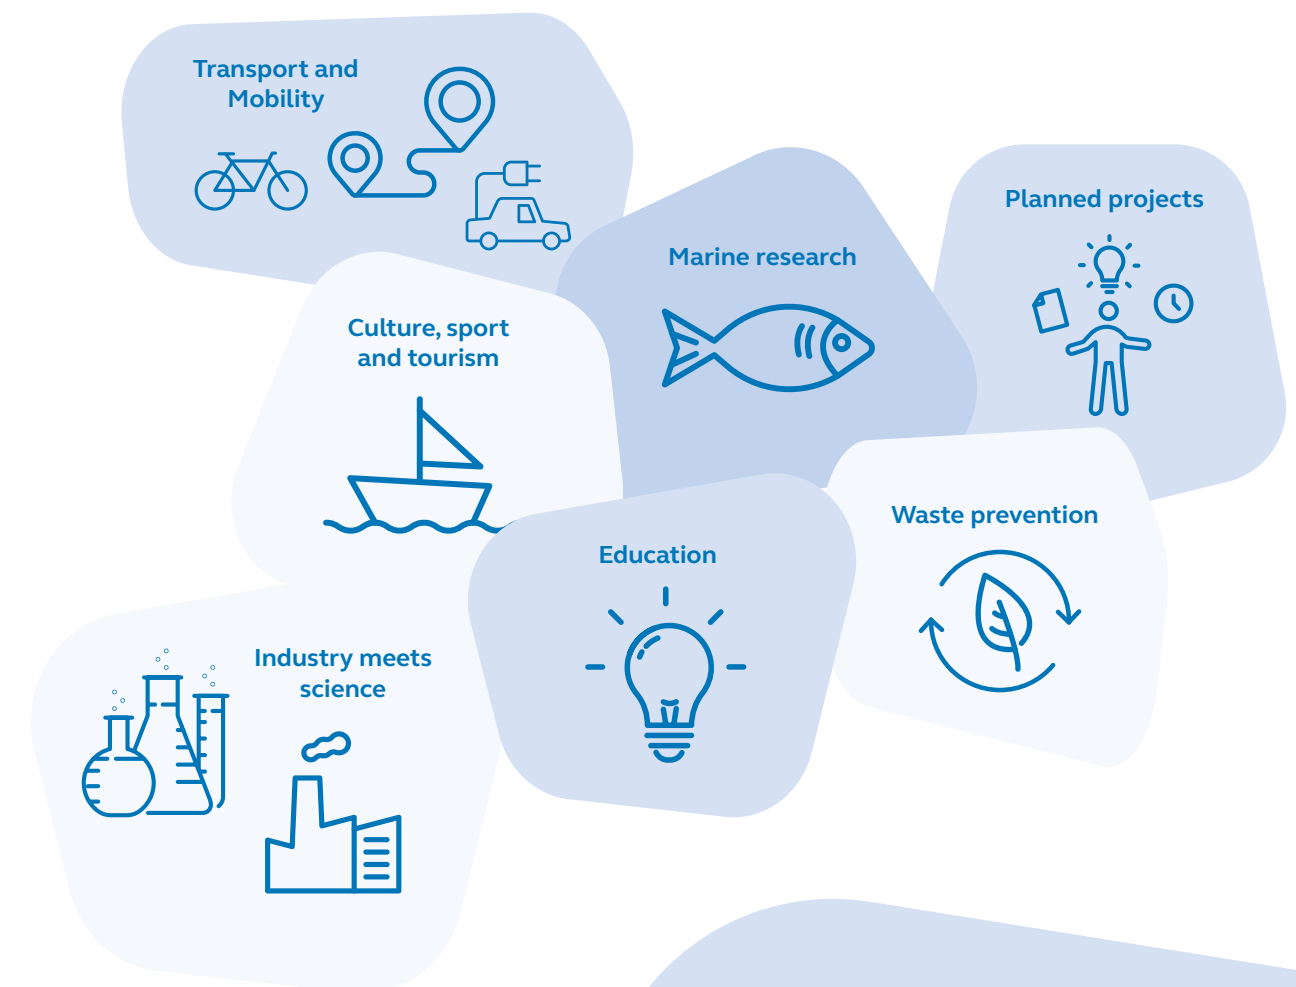 Transport and
Mobility
Marine research
Planned projects
Culture, sport
and tourism
Education
Waste prevention
Industry meets
science